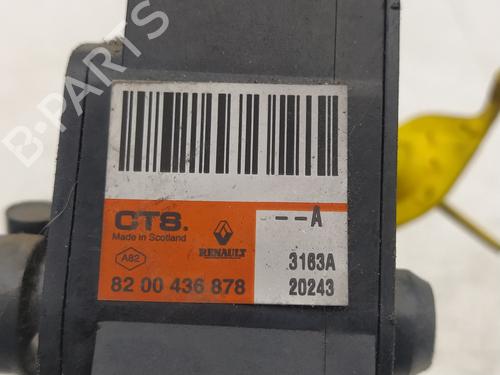 B-PARTS
---A
CTS.
Made in Scotland
A82
RENAULT
3163A
82 00 436 878
20243